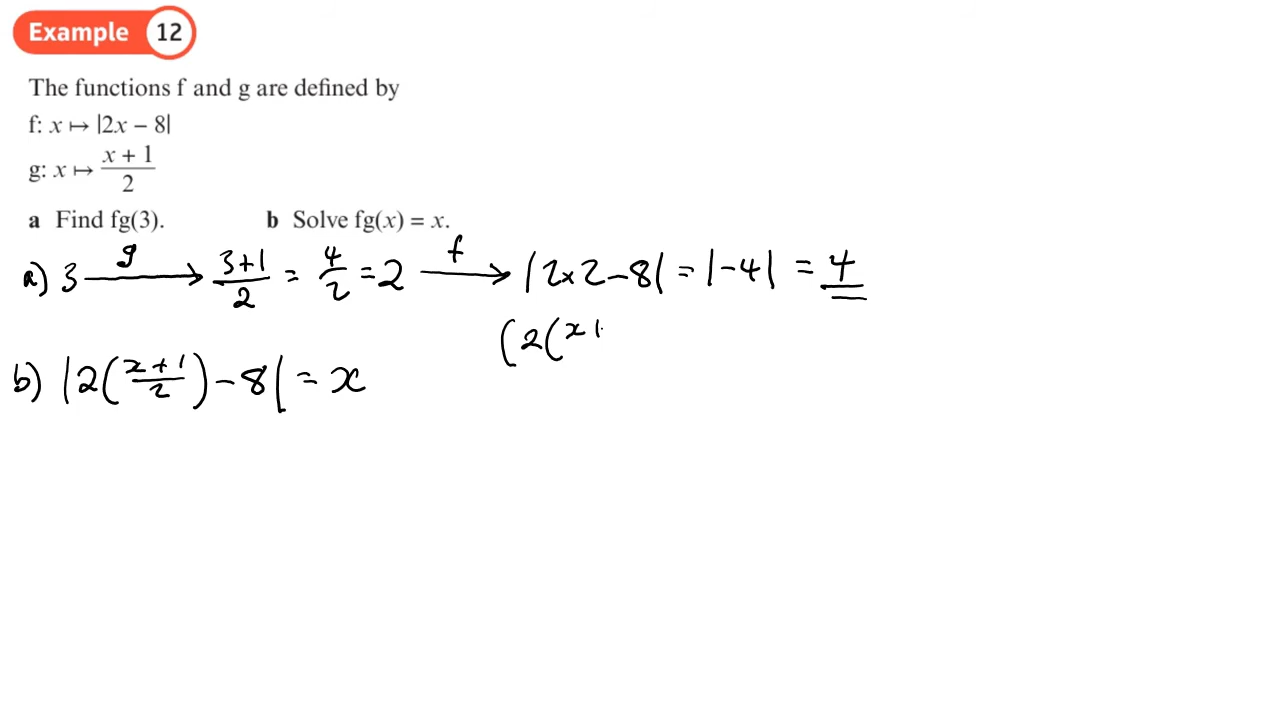 Example 12
The functions f and g are defined by
f: x ↦ |2x − 8|
g: x ↦ (x + 1)/2
a Find fg(3). b Solve fg(x) = x.
a) 3 —g→ (3+1)/2 = 4/2 = 2 —f→ |2×2−8| = |−4| = 4
(2(x+
b) |2((x+1)/2)−8| = x